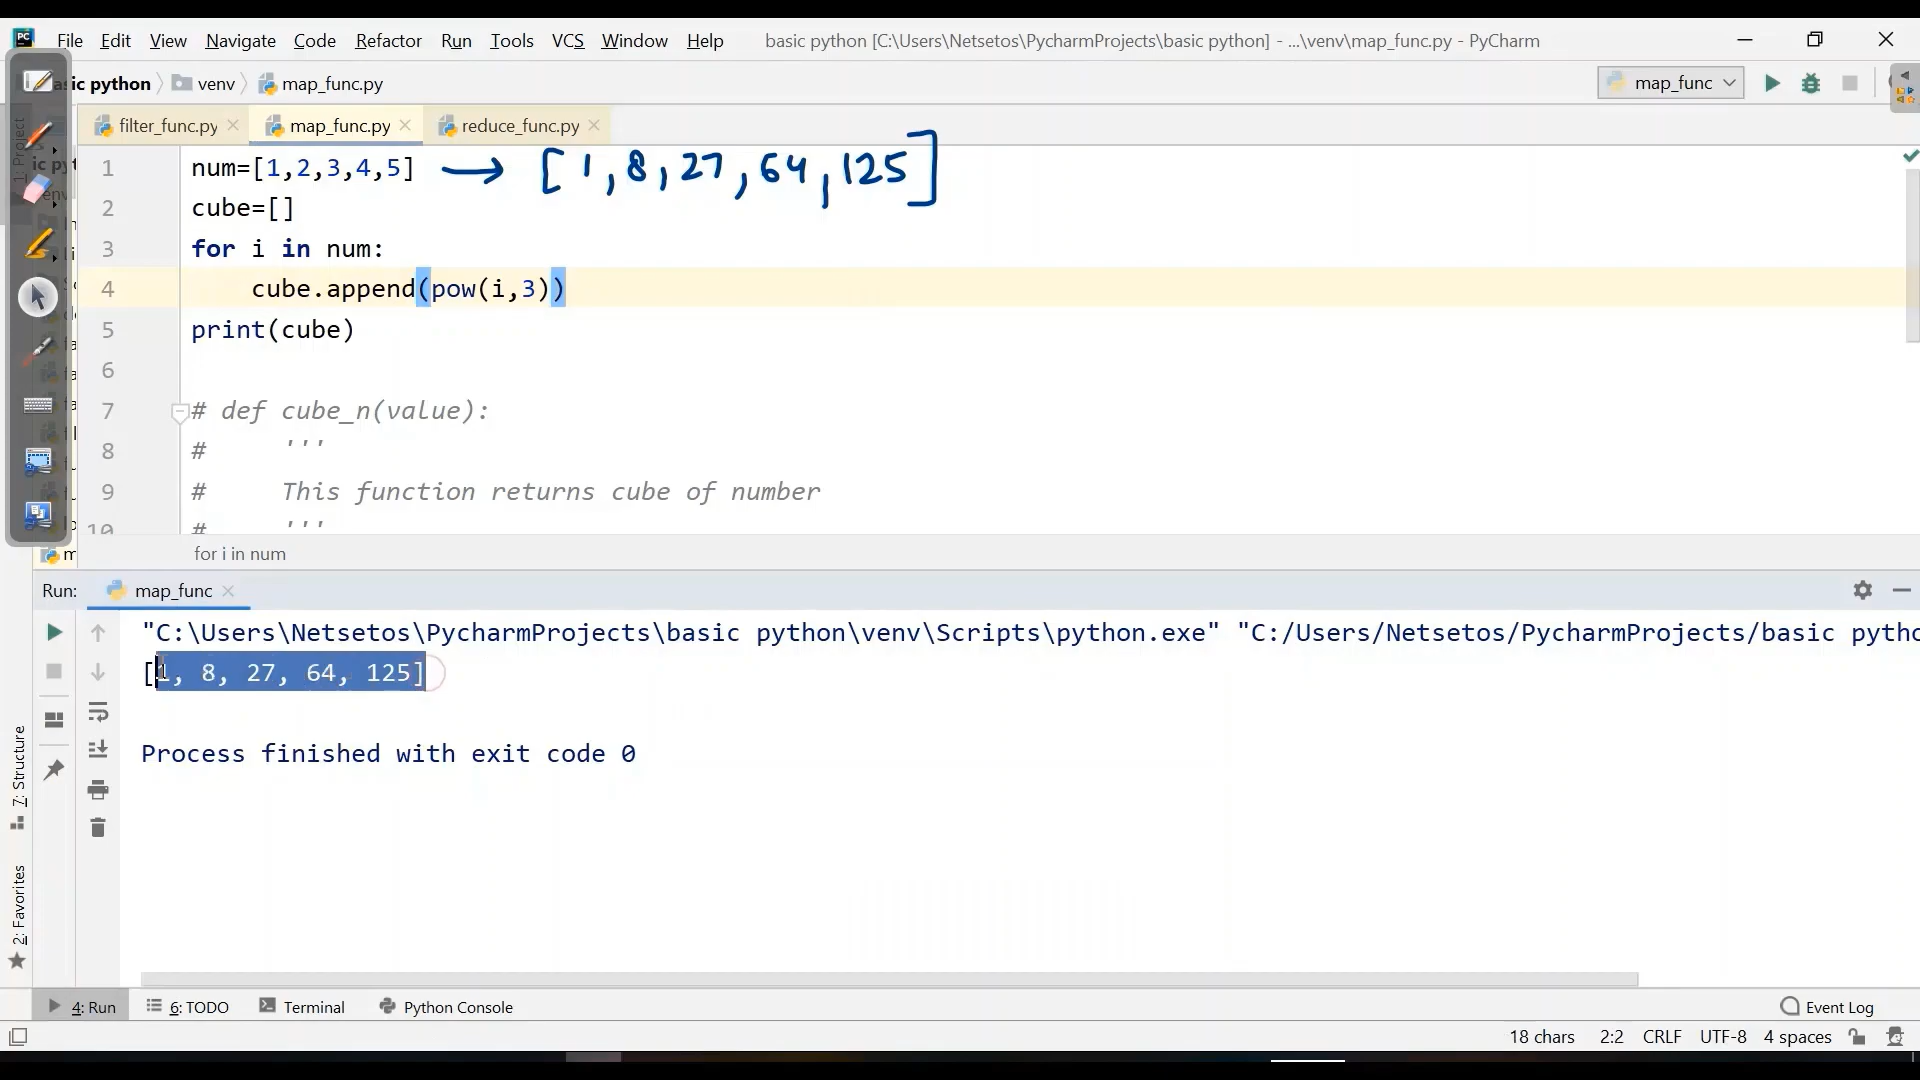 File Edit View Navigate Code Refactor Run Tools VCS Window Help basic python [C:\Users\Netsetos\PycharmProjects\basic python] - ...\venv\map_func.py - PyCharm
python venv map_func.py map_func
filter_func.py map_func.py reduce_func.py
1 num=[1,2,3,4,5] → [1,8,27,64,125]
2 cube=[]
3 for i in num:
4 cube.append(pow(i,3))
5 print(cube)
6
7 # def cube_n(value):
8 # '''
9 # This function returns cube of number
10 # '''
for i in num
Run: map_func
"C:\Users\Netsetos\PycharmProjects\basic python\venv\Scripts\python.exe" "C:/Users/Netsetos/PycharmProjects/basic pytho
[1, 8, 27, 64, 125]
Process finished with exit code 0
7: Structure
2: Favorites
4: Run 6: TODO Terminal Python Console Event Log
18 chars 2:2 CRLF UTF-8 4 spaces